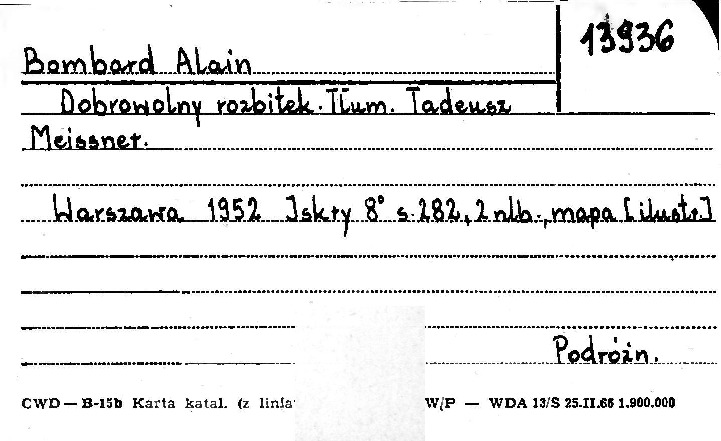 13936
Bombard Alain
Dobrowolny rozbitek. Tłum. Tadeusz
Meissner.
Warszawa 1952 Iskry 8° s. 282, 2 nlb., mapa [ilustr.]
Podróżn.
CWD — B-15b Karta katal. (z linia W/P — WDA 13/S 25.II.66 1.900.000